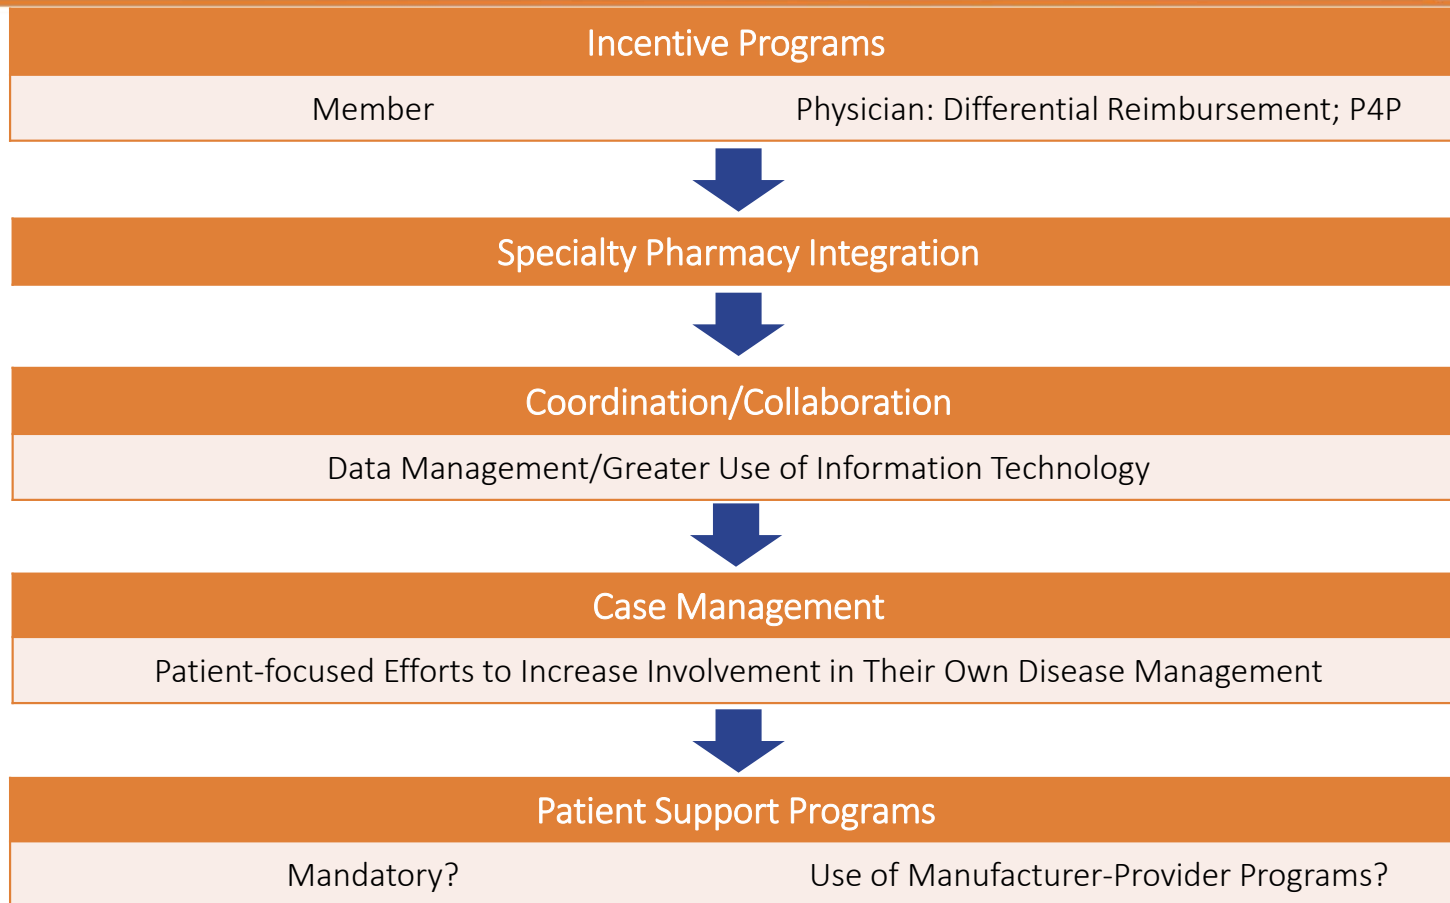 Incentive Programs
Member
Physician: Differential Reimbursement; P4P
Specialty Pharmacy Integration
Coordination/Collaboration
Data Management/Greater Use of Information Technology
Case Management
Patient-focused Efforts to Increase Involvement in Their Own Disease Management
Patient Support Programs
Mandatory?
Use of Manufacturer-Provider Programs?